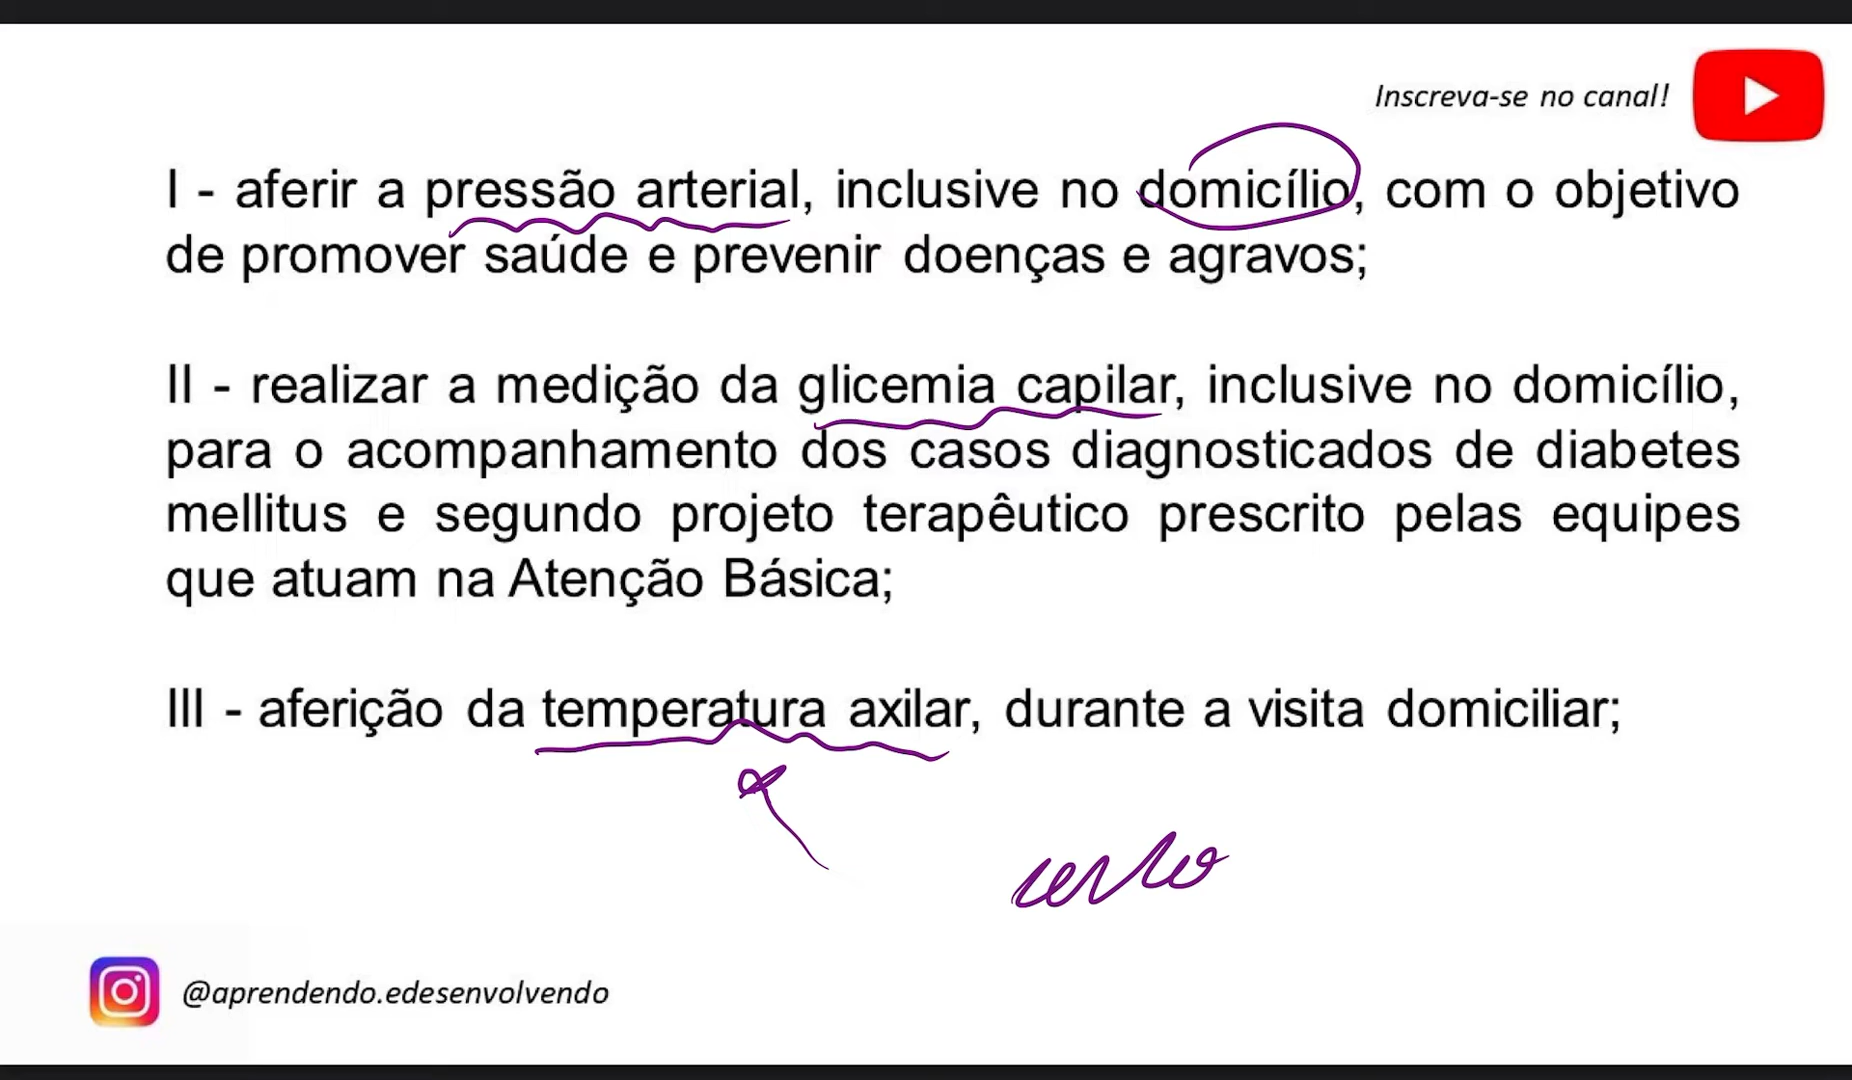 Inscreva-se no canal!
I - aferir a pressão arterial, inclusive no domicílio, com o objetivo
de promover saúde e prevenir doenças e agravos;
II - realizar a medição da glicemia capilar, inclusive no domicílio,
para o acompanhamento dos casos diagnosticados de diabetes
mellitus e segundo projeto terapêutico prescrito pelas equipes
que atuam na Atenção Básica;
III - aferição da temperatura axilar, durante a visita domiciliar;
@aprendendo.edesenvolvendo